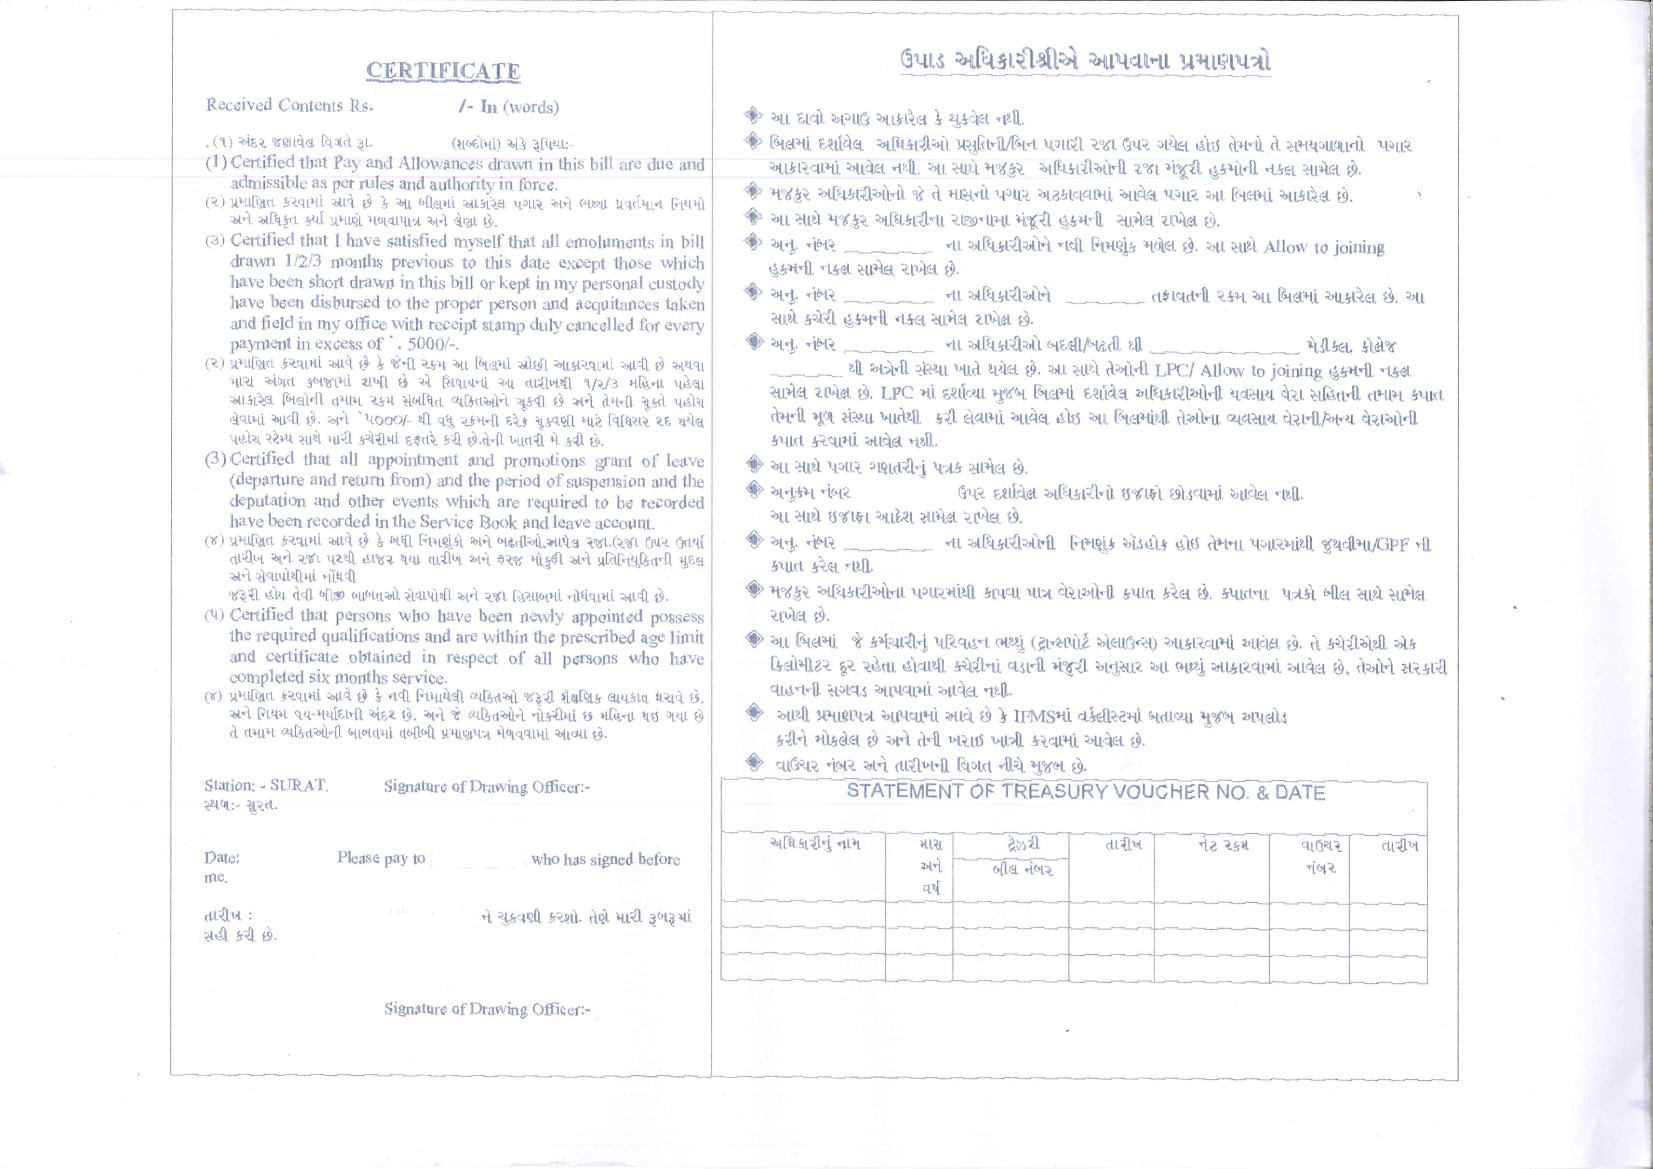 CERTIFICATE
Received Contents Rs. /- In (words)
.(૧) અંદર જણાવેલ વિગતે રૂા. (શબ્દોમાં) અંકે રૂપિયા:-
(1) Certified that Pay and Allowances drawn in this bill are due and
admissible as per rules and authority in force.
(૨) પ્રમાણિત કરવામાં આવે છે કે આ બીલમાં આકારેલ પગાર અને ભથ્થા પ્રવર્તમાન નિયમો
અને અધિકૃત કર્યા પ્રમાણે મળવાપાત્ર અને લેણા છે.
(૩) Certified that I have satisfied myself that all emoluments in bill
drawn 1/2/3 months previous to this date except those which
have been short drawn in this bill or kept in my personal custody
have been disbursed to the proper person and acquitances taken
and field in my office with receipt stamp duly cancelled for every
payment in excess of `. 5000/-.
(૨) પ્રમાણિત કરવામાં આવે છે કે જેની રકમ આ બિલમાં ઓછી આકારવામાં આવી છે અથવા
મારા અંગત કબજામાં રાખી છે એ સિવાયનાં આ તારીખથી ૧/૨/૩ મહિના પહેલા
આકારેલ બિલોની તમામ રકમ સંબધિત વ્યકિતઓને ચૂકવી છે અને તેમની ચૂકતે પહોચ
લેવામાં આવી છે. અને `૫૦૦૦/- થી વધુ રકમની દરેક ચૂકવણી માટે વિધિસર રદ થયેલ
પહોચ સ્ટેમ્પ સાથે મારી કચેરીમાં દફતરે કરી છે.તેની ખાતરી મે કરી છે.
(3) Certified that all appointment and promotions grant of leave
(departure and return from) and the period of suspension and the
deputation and other events which are required to be recorded
have been recorded in the Service Book and leave account.
(૪) પ્રમાણિત કરવામાં આવે છે કે બધી નિમણુંકો અને બઢતીઓ,આપેલ રજા.(રજા ઉપર ઉતર્યા
તારીખ અને રજા પરથી હાજર થયા તારીખ અને ફરજ મોકુફી અને પ્રતિનિયુકિતની મુદલ
અને સેવાપોથીમાં નોંધવી
જરૂરી હોય તેવી બીજી બાબતઓ સેવાપોથી અને રજા હિસાબમાં નોધવામાં આવી છે.
(૫) Certified that persons who have been newly appointed possess
the required qualifications and are within the prescribed age limit
and certificate obtained in respect of all persons who have
completed six months service.
(૪) પ્રમાણિત કરવામાં આવે છે કે નવી નિમાયેલી વ્યકિતઓ જરૂરી શૈક્ષણિક લાયકાત ધરાવે છે.
અને નિયમ વય-મર્યાદાની અંદર છે. અને જે વ્યકિતઓને નોકરીમાં છ મહિના થઇ ગયા છે
તે તમામ વ્યકિતઓની બાબતમાં તબીબી પ્રમાણપત્ર મેળવવામાં આવ્યા છે.
Station: - SURAT. Signature of Drawing Officer:-
સ્થળ:- સુરત.
Date: Please pay to who has signed before
me.
તારીખ : ને ચુકવણી કરશો. તેણે મારી રૂબરૂમાં
સહી કરી છે.
Signature of Drawing Officer:-
ઉપાડ અધિકારીશ્રીએ આપવાના પ્રમાણપત્રો
આ દાવો અગાઉ આકારેલ કે ચુકવેલ નથી.
બિલમાં દર્શાવેલ અધિકારીઓ પ્રસુતિની/બિન પગારી રજા ઉપર ગયેલ હોઇ તેમનો તે સમયગાળાનો પગાર
આકારવામાં આવેલ નથી. આ સાથે મજકુર અધિકારીઓની રજા મંજૂરી હુકમોની નકલ સામેલ છે.
મજકુર અધિકારીઓનો જે તે માસનો પગાર અટકાવવામાં આવેલ પગાર આ બિલમાં આકારેલ છે.
આ સાથે મજકુર અધિકારીના રાજીનામા મંજૂરી હુકમની સામેલ રાખેલ છે.
અનુ. નંબર _________ ના અધિકારીઓને નવી નિમણુંક મળેલ છે. આ સાથે Allow to joining
હુકમની નકલ સામેલ રાખેલ છે.
અનુ. નંબર _________ ના અધિકારીઓને ________ તફાવતની રકમ આ બિલમાં આકારેલ છે. આ
સાથે કચેરી હુકમની નકલ સામેલ રાખેલ છે.
અનુ. નંબર _________ ના અધિકારીઓ બદલી/બઢતી થી _______________ મેડીકલ, કોલેજ
_______ થી અત્રેની સંસ્થા ખાતે થયેલ છે. આ સાથે તેઓની LPC/ Allow to joining હુકમની નકલ
સામેલ રાખેલ છે. LPC માં દર્શાવ્યા મુજબ બિલમાં દર્શાવેલ અધિકારીઓની વ્યવસાય વેરા સહિતની તમામ કપાત
તેમની મૂળ સંસ્થા ખાતેથી કરી લેવામાં આવેલ હોઇ આ બિલમાંથી તેઓના વ્યવસાય વેરાની/અન્ય વેરાઓની
કપાત કરવામાં આવેલ નથી.
આ સાથે પગાર ગણતરીનું પત્રક સામેલ છે.
અનુક્રમ નંબર ઉપર દર્શાવેલ અધિકારીનો ઇજાફો છોડવામાં આવેલ નથી.
આ સાથે ઇજાફા આદેશ સામેલ રાખેલ છે.
અનુ. નંબર _________ ના અધિકારીઓની નિમણુંક એડહોક હોઇ તેમના પગારમાંથી જુથવીમા/GPF ની
કપાત કરેલ નથી.
મજકુર અધિકારીઓના પગારમાંથી કાપવા પાત્ર વેરાઓની કપાત કરેલ છે. કપાતના પત્રકો બીલ સાથે સામેલ
રાખેલ છે.
આ બિલમાં જે કર્મચારીનું પરિવહન ભથ્થું (ટ્રાન્સપોર્ટ એલાઉન્સ) આકારવામાં આવેલ છે. તે કચેરીએથી એક
કિલોમીટર દૂર રહેતા હોવાથી કચેરીનાં વડાની મંજુરી અનુસાર આ ભથ્થું આકારવામાં આવેલ છે, તેઓને સરકારી
વાહનની સગવડ આપવામાં આવેલ નથી.
આથી પ્રમાણપત્ર આપવામાં આવે છે કે IFMSમાં વર્કલીસ્ટમાં બતાવ્યા મુજબ અપલોડ
કરીને મોકલેલ છે અને તેની ખરાઇ ખાત્રી કરવામાં આવેલ છે.
વાઉચર નંબર અને તારીખની વિગત નીચે મુજબ છે.
STATEMENT OF TREASURY VOUCHER NO. & DATE
અધિકારીનું નામ માસ ટ્રેઝરી તારીખ નેટ રકમ વાઉચર તારીખ
અને બીલ નંબર નંબર
વર્ષ